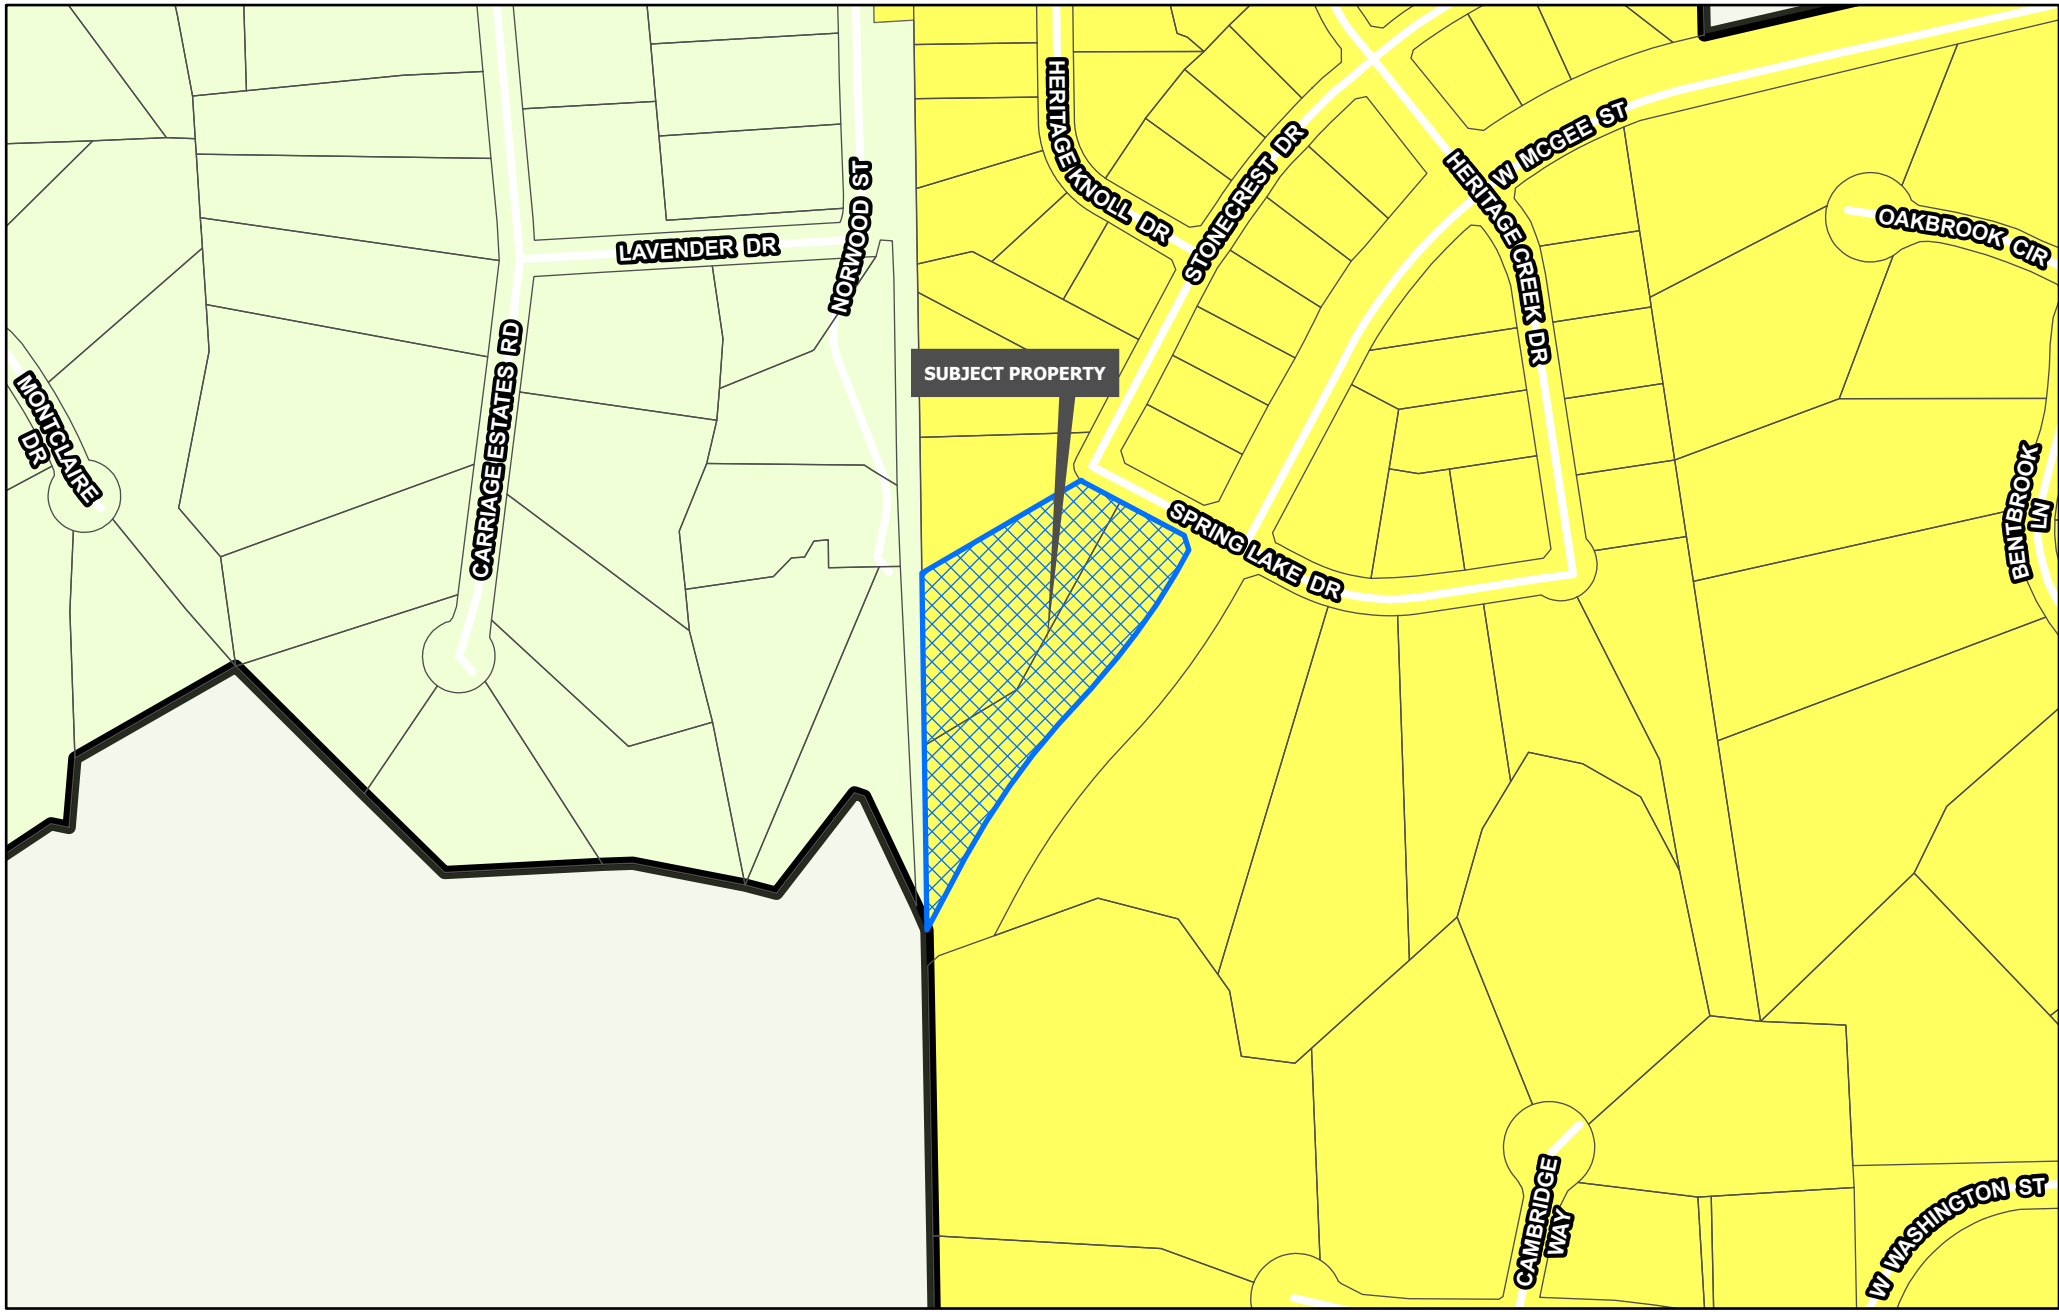 HERITAGE KNOLL DR
STONECREST DR
W MCGEE ST
HERITAGE CREEK DR
OAKBROOK CIR
NORWOOD ST
LAVENDER DR
CARRIAGE ESTATES RD
MONTCLAIRE
DR
SUBJECT PROPERTY
SPRING LAKE DR
BENTBROOK
LN
CAMBRIDGE
WAY
W WASHINGTON ST